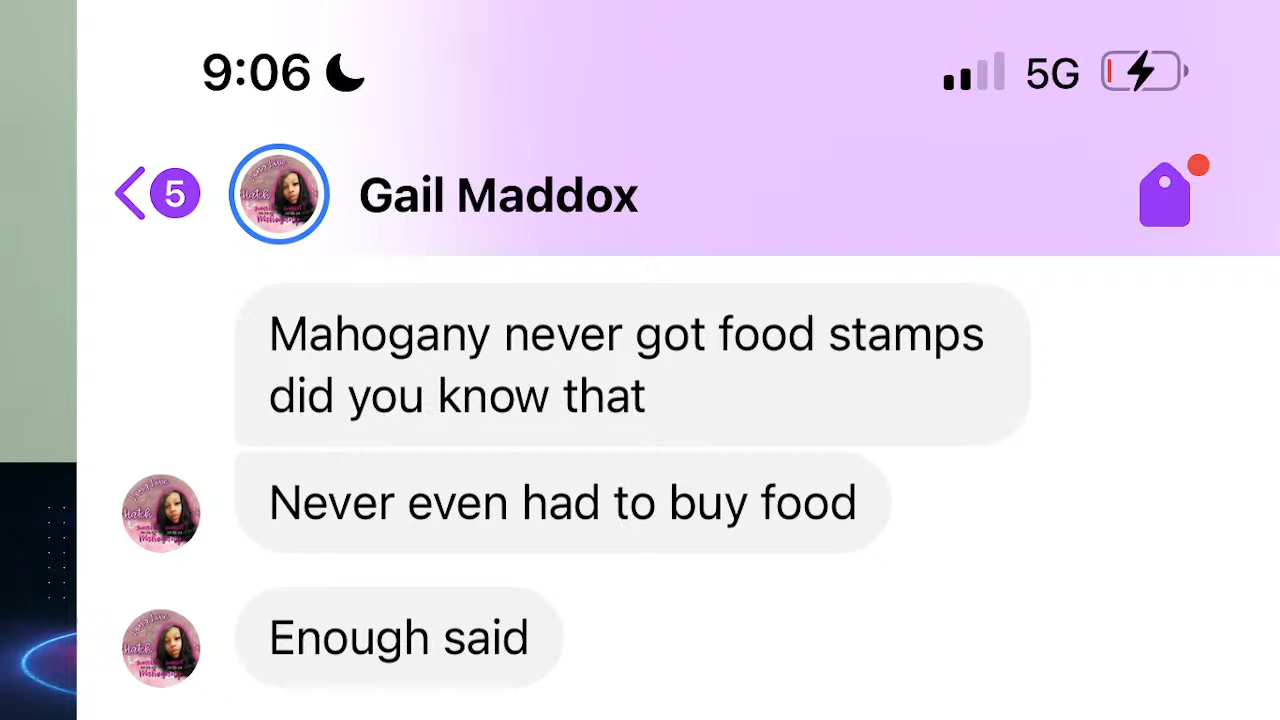 9:06
5G
5
Gail Maddox
Mahogany never got food stamps
did you know that
Never even had to buy food
Enough said